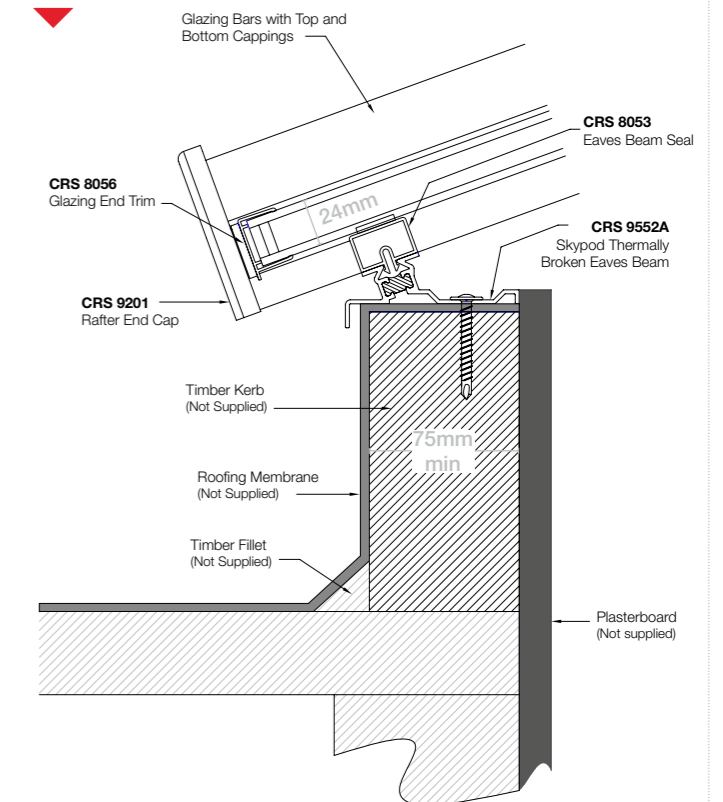 Glazing Bars with Top and
Bottom Cappings
CRS 8053
Eaves Beam Seal
CRS 8056
Glazing End Trim
24mm
CRS 9552A
Skypod Thermally
Broken Eaves Beam
CRS 9201
Rafter End Cap
Timber Kerb
(Not Supplied)
75mm
min
Roofing Membrane
(Not Supplied)
Timber Fillet
(Not Supplied)
Plasterboard
(Not supplied)